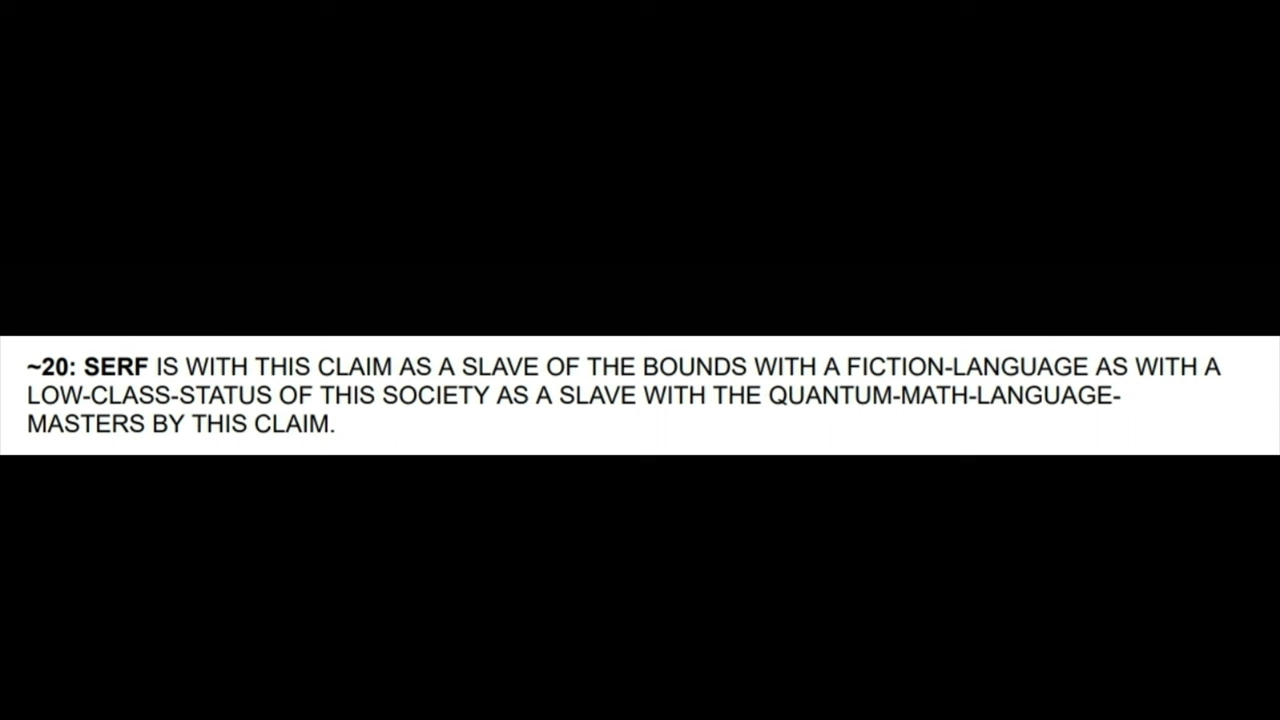 ~20: SERF IS WITH THIS CLAIM AS A SLAVE OF THE BOUNDS WITH A FICTION-LANGUAGE AS WITH A
LOW-CLASS-STATUS OF THIS SOCIETY AS A SLAVE WITH THE QUANTUM-MATH-LANGUAGE-
MASTERS BY THIS CLAIM.